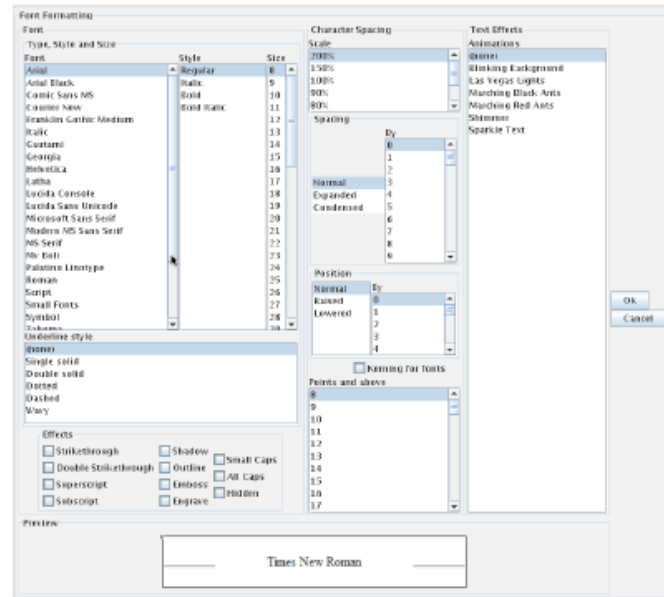 Font Formatting
Font
Type, Style and Size
Font
Arial
Arial Black
Comic Sans MS
Courier New
Franklin Gothic Medium
Italic
Gautami
Georgia
Helvetica
Latha
Lucida Console
Lucida Sans Unicode
Microsoft Sans Serif
Modern MS Sans Serif
MS Serif
Mv Boli
Palatino Linotype
Roman
Script
Small Fonts
Symbol
Tahoma
Style
Regular
Italic
Bold
Bold Italic
Size
8
9
10
11
12
13
14
15
16
17
18
19
20
21
22
23
24
25
26
27
28
29
Underline style
(none)
Single solid
Double solid
Dotted
Dashed
Wavy
Effects
Strikethrough
Double Strikethrough
Superscript
Subscript
Shadow
Outline
Emboss
Engrave
Small Caps
All Caps
Hidden
Character Spacing
Scale
200%
150%
100%
90%
80%
Spacing
Normal
Expanded
Condensed
By
0
1
2
3
4
5
6
7
8
9
Position
Normal
Raised
Lowered
By
0
1
2
3
4
Kerning for fonts
Points and above
8
9
10
11
12
13
14
15
16
17
Text Effects
Animations
(none)
Blinking Background
Las Vegas Lights
Marching Black Ants
Marching Red Ants
Shimmer
Sparkle Text
Ok
Cancel
Preview
Times New Roman